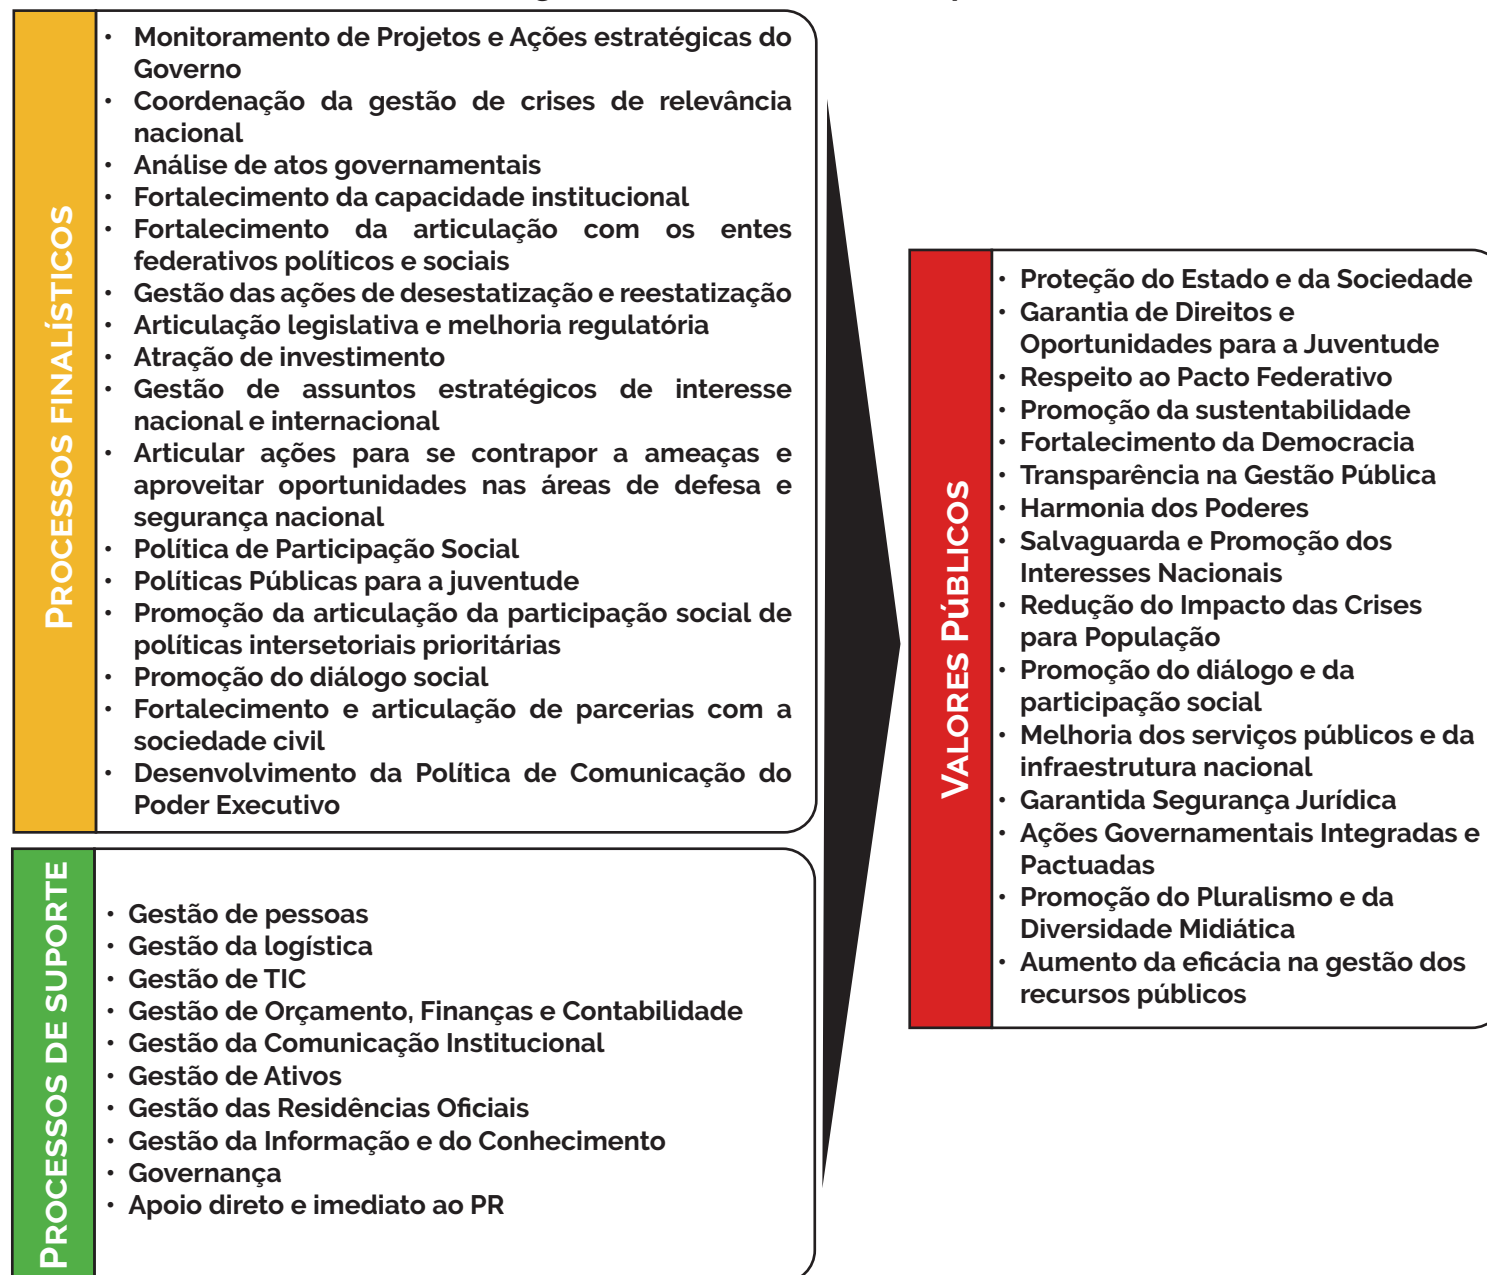 PROCESSOS FINALÍSTICOS
• Monitoramento de Projetos e Ações estratégicas do
Governo
• Coordenação da gestão de crises de relevância
nacional
• Análise de atos governamentais
• Fortalecimento da capacidade institucional
• Fortalecimento da articulação com os entes
federativos políticos e sociais
• Gestão das ações de desestatização e reestatização
• Articulação legislativa e melhoria regulatória
• Atração de investimento
• Gestão de assuntos estratégicos de interesse
nacional e internacional
• Articular ações para se contrapor a ameaças e
aproveitar oportunidades nas áreas de defesa e
segurança nacional
• Política de Participação Social
• Políticas Públicas para a juventude
• Promoção da articulação da participação social de
políticas intersetoriais prioritárias
• Promoção do diálogo social
• Fortalecimento e articulação de parcerias com a
sociedade civil
• Desenvolvimento da Política de Comunicação do
Poder Executivo
PROCESSOS DE SUPORTE
• Gestão de pessoas
• Gestão da logística
• Gestão de TIC
• Gestão de Orçamento, Finanças e Contabilidade
• Gestão da Comunicação Institucional
• Gestão de Ativos
• Gestão das Residências Oficiais
• Gestão da Informação e do Conhecimento
• Governança
• Apoio direto e imediato ao PR
VALORES PÚBLICOS
• Proteção do Estado e da Sociedade
• Garantia de Direitos e
Oportunidades para a Juventude
• Respeito ao Pacto Federativo
• Promoção da sustentabilidade
• Fortalecimento da Democracia
• Transparência na Gestão Pública
• Harmonia dos Poderes
• Salvaguarda e Promoção dos
Interesses Nacionais
• Redução do Impacto das Crises
para População
• Promoção do diálogo e da
participação social
• Melhoria dos serviços públicos e da
infraestrutura nacional
• Garantida Segurança Jurídica
• Ações Governamentais Integradas e
Pactuadas
• Promoção do Pluralismo e da
Diversidade Midiática
• Aumento da eficácia na gestão dos
recursos públicos